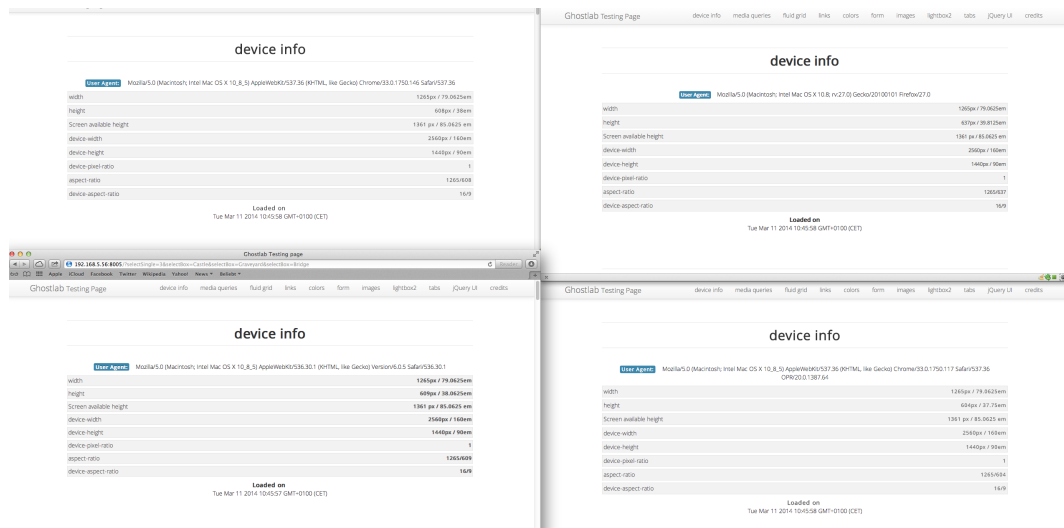 device info
User Agent: Mozilla/5.0 (Macintosh; Intel Mac OS X 10_8_5) AppleWebKit/537.36 (KHTML, like Gecko) Chrome/33.0.1750.146 Safari/537.36
width 1265px / 79.0625em
height 608px / 38em
Screen available height 1361 px / 85.0625 em
device-width 2560px / 160em
device-height 1440px / 90em
device-pixel-ratio 1
aspect-ratio 1265/608
device-aspect-ratio 16/9
Loaded on
Tue Mar 11 2014 10:45:58 GMT+0100 (CET)
Ghostlab Testing Page device info media queries fluid grid links colors form images lightbox2 tabs jQuery UI credits
device info
User Agent: Mozilla/5.0 (Macintosh; Intel Mac OS X 10.8; rv:27.0) Gecko/20100101 Firefox/27.0
width 1265px / 79.0625em
height 637px / 39.8125em
Screen available height 1361 px / 85.0625 em
device-width 2560px / 160em
device-height 1440px / 90em
device-pixel-ratio 1
aspect-ratio 1265/637
device-aspect-ratio 16/9
Loaded on
Tue Mar 11 2014 10:45:58 GMT+0100 (CET)
Ghostlab Testing page
192.168.5.56:8005/?selectSingle=3&selectBox=Castle&selectBox=Graveyard&selectBox=Bridge Reader
Apple iCloud Facebook Twitter Wikipedia Yahoo! News Beliebt
Ghostlab Testing Page device info media queries fluid grid links colors form images lightbox2 tabs jQuery UI credits
device info
User Agent: Mozilla/5.0 (Macintosh; Intel Mac OS X 10_8_5) AppleWebKit/536.30.1 (KHTML, like Gecko) Version/6.0.5 Safari/536.30.1
width 1265px / 79.0625em
height 609px / 38.0625em
Screen available height 1361 px / 85.0625 em
device-width 2560px / 160em
device-height 1440px / 90em
device-pixel-ratio 1
aspect-ratio 1265/609
device-aspect-ratio 16/9
Loaded on
Tue Mar 11 2014 10:45:57 GMT+0100 (CET)
Ghostlab Testing Page device info media queries fluid grid links colors form images lightbox2 tabs jQuery UI credits
device info
User Agent: Mozilla/5.0 (Macintosh; Intel Mac OS X 10_8_5) AppleWebKit/537.36 (KHTML, like Gecko) Chrome/33.0.1750.117 Safari/537.36
OPR/20.0.1387.64
width 1265px / 79.0625em
height 604px / 37.75em
Screen available height 1361 px / 85.0625 em
device-width 2560px / 160em
device-height 1440px / 90em
device-pixel-ratio 1
aspect-ratio 1265/604
device-aspect-ratio 16/9
Loaded on
Tue Mar 11 2014 10:45:58 GMT+0100 (CET)